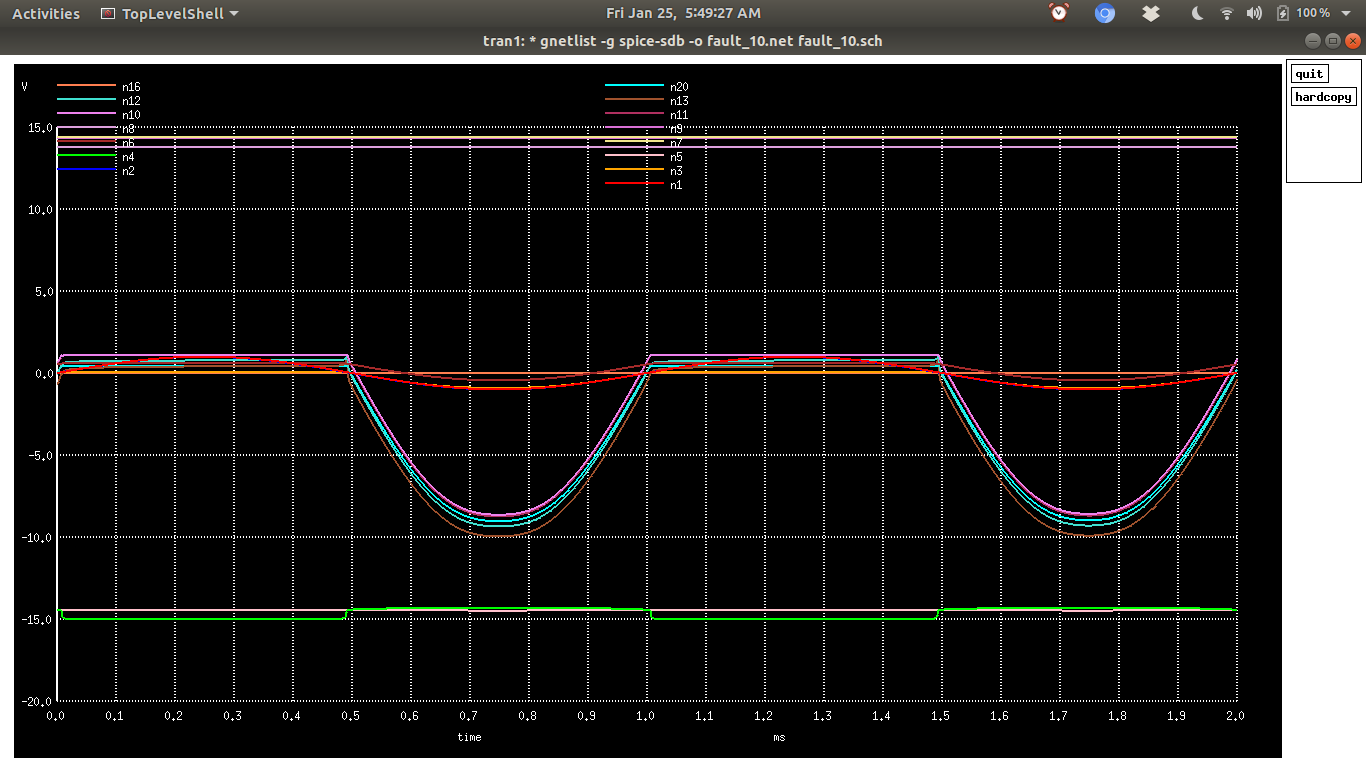 Activities TopLevelShell Fri Jan 25, 5:49:27 AM 100%
tran1: * gnetlist -g spice-sdb -o fault_10.net fault_10.sch
quit
hardcopy
V n16 n20
n12 n13
n10 n11
15.0 n8 n9
n6 n7
n4 n5
n2 n3
n1
10.0
5.0
0.0
-5.0
-10.0
-15.0
-20.0
0.0 0.1 0.2 0.3 0.4 0.5 0.6 0.7 0.8 0.9 1.0 1.1 1.2 1.3 1.4 1.5 1.6 1.7 1.8 1.9 2.0
time ms